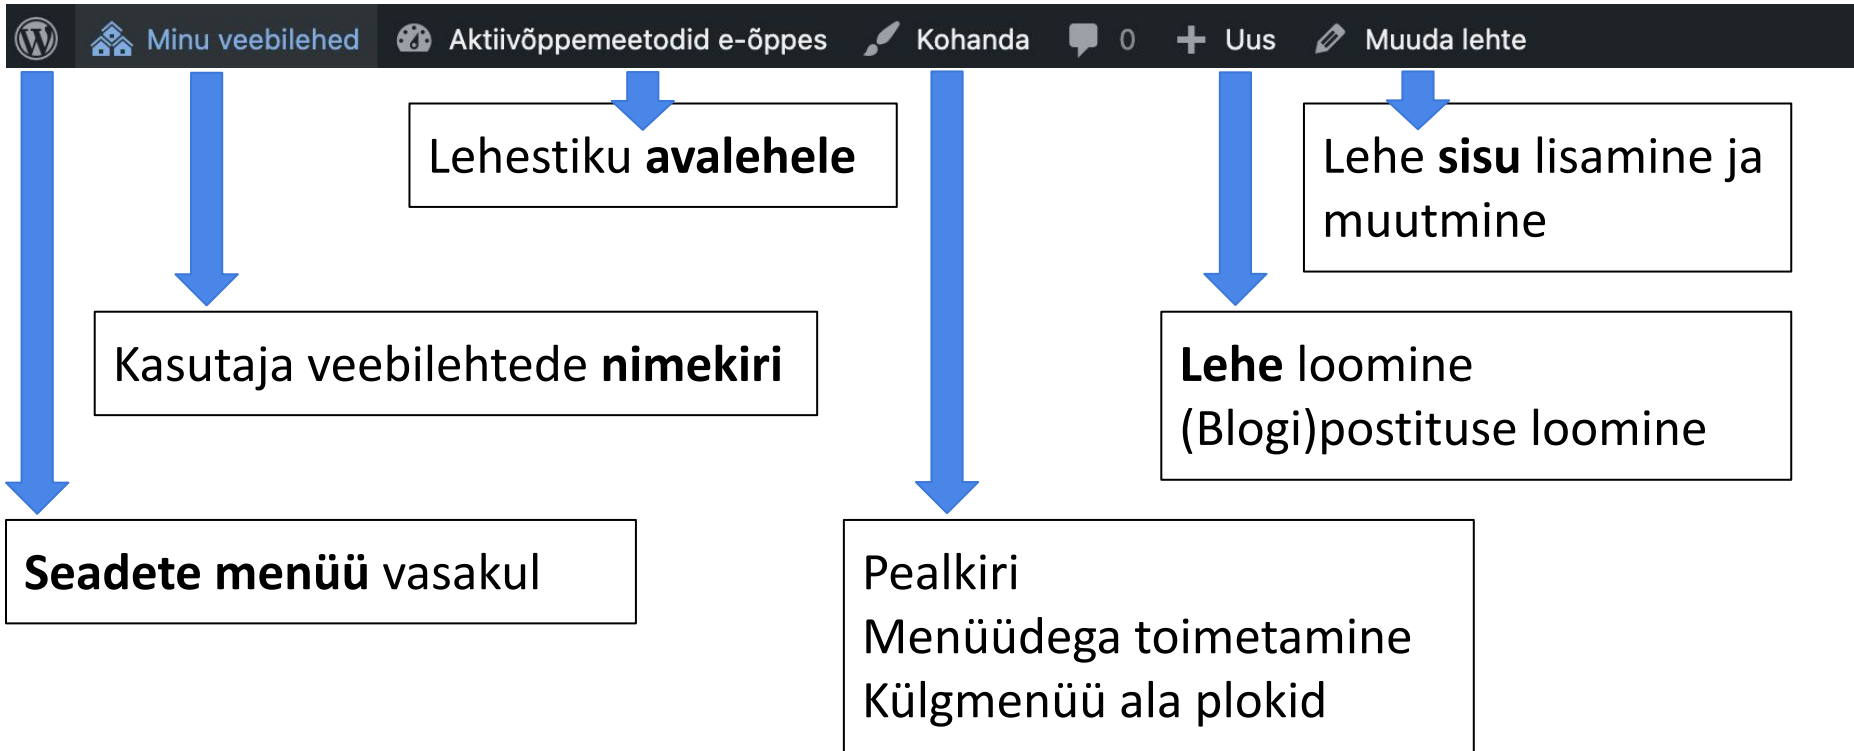 Minu veebilehed Aktiivõppemeetodid e-õppes Kohanda 0 Uus Muuda lehte
Lehestiku avalehele
Lehe sisu lisamine ja
muutmine
Kasutaja veebilehtede nimekiri
Lehe loomine
(Blogi)postituse loomine
Seadete menüü vasakul
Pealkiri
Menüüdega toimetamine
Külgmenüü ala plokid